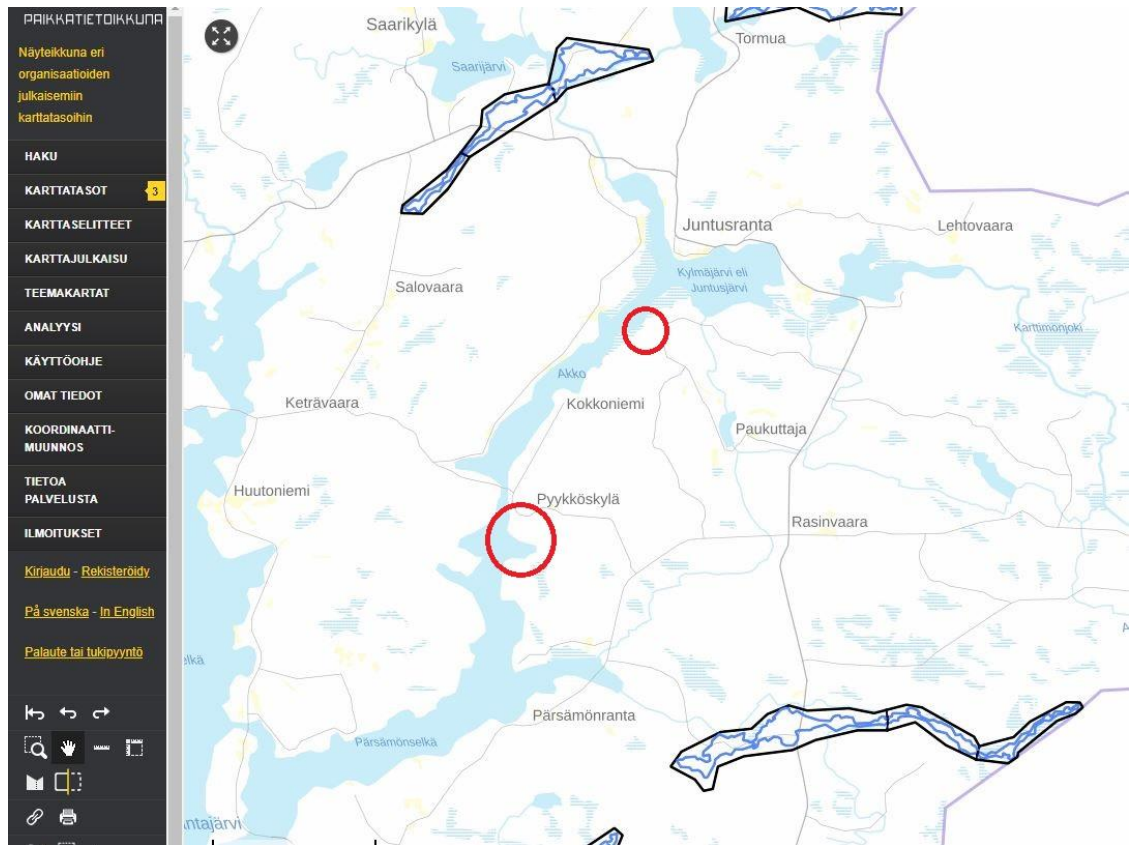 PAIKKATIETOIKKUNA
Näyteikkuna eri
organisaatioiden
julkaisemiin
karttatasoihin
HAKU
KARTTATASOT 3
KARTTASELITTEET
KARTTAJULKAISU
TEEMAKARTAT
ANALYYSI
KÄYTTÖOHJE
OMAT TIEDOT
KOORDINAATTI-
MUUNNOS
TIETOA
PALVELUSTA
ILMOITUKSET
Kirjaudu - Rekisteröidy
På svenska - In English
Palaute tai tukipyyntö
Saarikylä
Tormua
Saarijärvi
Juntusranta
Lehtovaara
Kylmäjärvi eli
Juntusjärvi
Salovaara
Karttimonjoki
Akko
Keträvaara
Kokkoniemi
Paukuttaja
Huutoniemi
Pyykköskylä
Rasinvaara
elkä
Pärsämönranta
Pärsämönselkä
ntajärvi